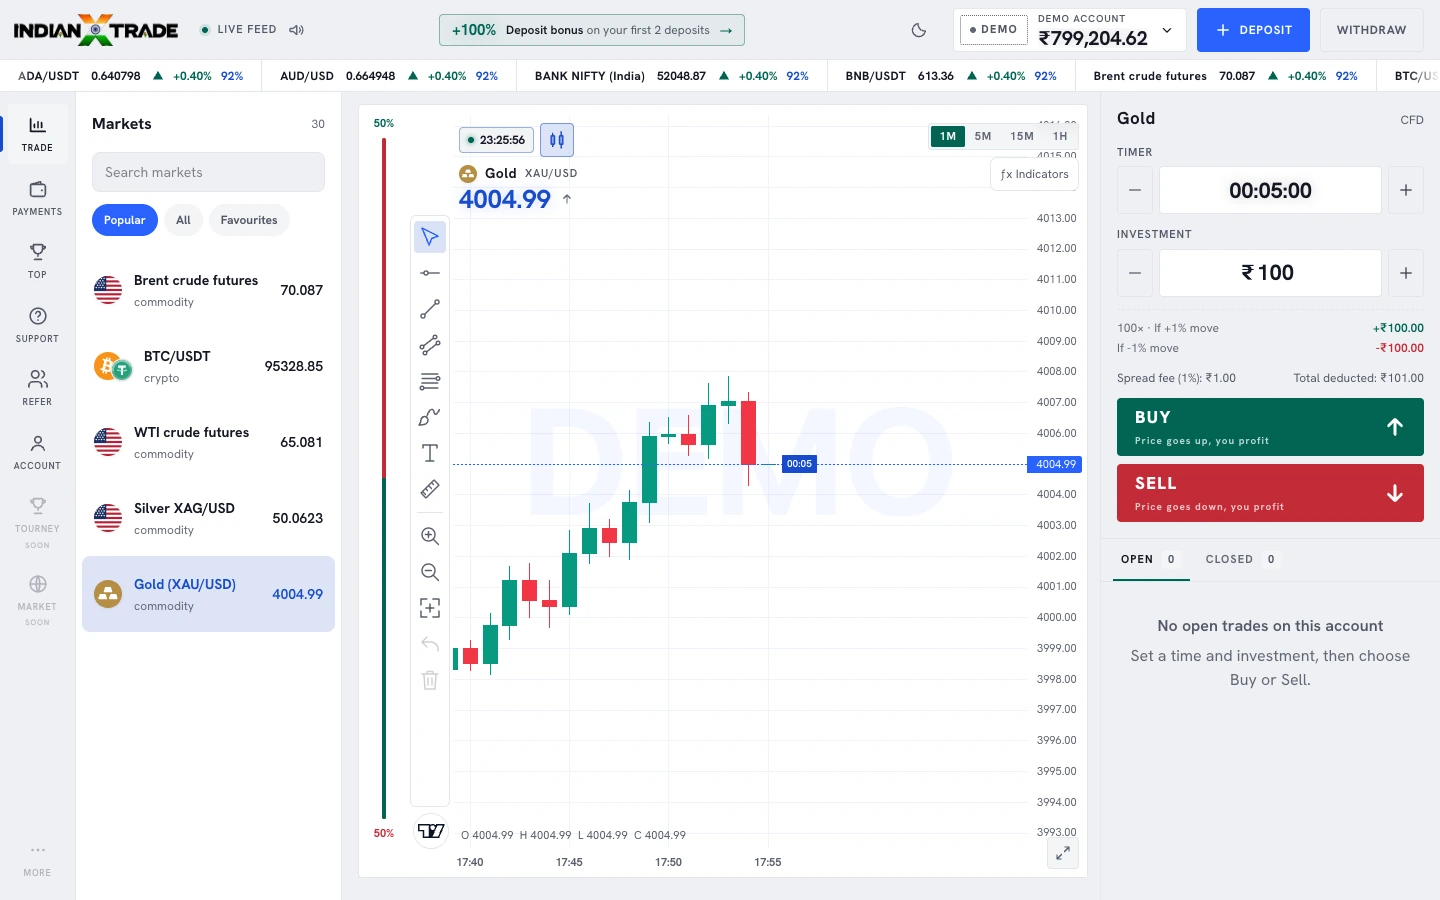 INDIAN TRADE
LIVE FEED
+100% Deposit bonus on your first 2 deposits →
DEMO
DEMO ACCOUNT
₹799,204.62
+ DEPOSIT
WITHDRAW
ADA/USDT 0.640798 ▲ +0.40% 92%
AUD/USD 0.664948 ▲ +0.40% 92%
BANK NIFTY (India) 52048.87 ▲ +0.40% 92%
BNB/USDT 613.36 ▲ +0.40% 92%
Brent crude futures 70.087 ▲ +0.40% 92%
BTC/US
TRADE
PAYMENTS
TOP
SUPPORT
REFER
ACCOUNT
TOURNEY
SOON
MARKET
SOON
MORE
Markets 30
Search markets
Popular All Favourites
Brent crude futures
commodity
70.087
BTC/USDT
crypto
95328.85
WTI crude futures
commodity
65.081
Silver XAG/USD
commodity
50.0623
Gold (XAU/USD)
commodity
4004.99
50%
50%
23:25:56
1M 5M 15M 1H
Gold XAU/USD
4004.99 ↑
ƒx Indicators
DEMO
00:05
4015.00
4013.00
4012.00
4011.00
4010.00
4009.00
4008.00
4007.00
4006.00
4004.99
4004.00
4003.00
4002.00
4001.00
4000.00
3999.00
3998.00
3997.00
3996.00
3995.00
3994.00
3993.00
O 4004.99 H 4004.99 L 4004.99 C 4004.99
17:40 17:45 17:50 17:55
Gold CFD
TIMER
− 00:05:00 +
INVESTMENT
− ₹ 100 +
100× · If +1% move +₹100.00
If -1% move -₹100.00
Spread fee (1%): ₹1.00 Total deducted: ₹101.00
BUY
Price goes up, you profit
SELL
Price goes down, you profit
OPEN 0 CLOSED 0
No open trades on this account
Set a time and investment, then choose
Buy or Sell.